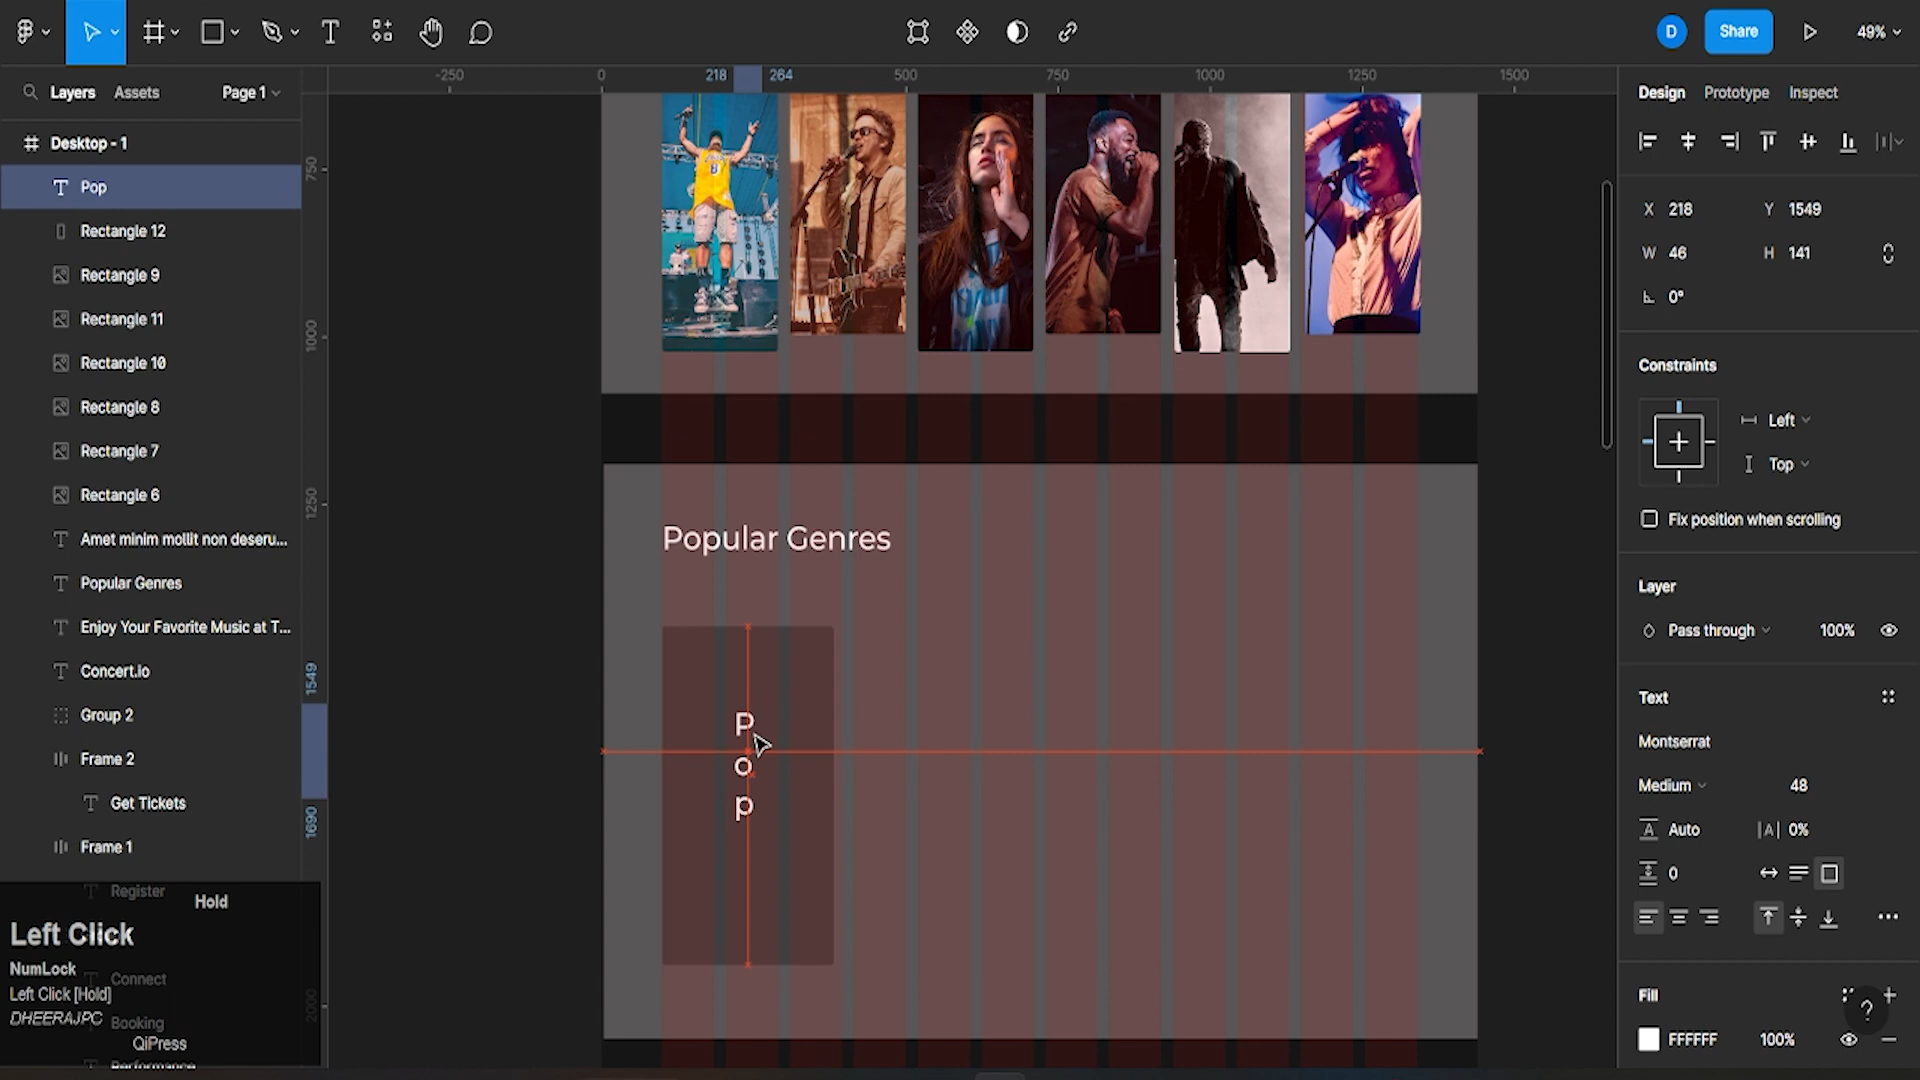 D
Share
49%
Layers
Assets
Page 1
-250
0
218
264
500
750
1000
1250
1500
Design
Prototype
Inspect
Desktop - 1
Pop
Rectangle 12
Rectangle 9
Rectangle 11
Rectangle 10
Rectangle 8
Rectangle 7
Rectangle 6
Amet minim mollit non deseru...
Popular Genres
Enjoy Your Favorite Music at T...
Concert.io
Group 2
Frame 2
Get Tickets
Frame 1
Register
Connect
Booking
Performance
Hold
Left Click
NumLock
Left Click [Hold]
DHEERAJPC
QiPress
750
1000
1250
1549
1690
2000
Popular Genres
P
o
p
X 218
Y 1549
W 46
H 141
0°
Constraints
Left
Top
Fix position when scrolling
Layer
Pass through
100%
Text
Montserrat
Medium
48
A Auto
|A| 0%
0
Fill
?
FFFFFF
100%